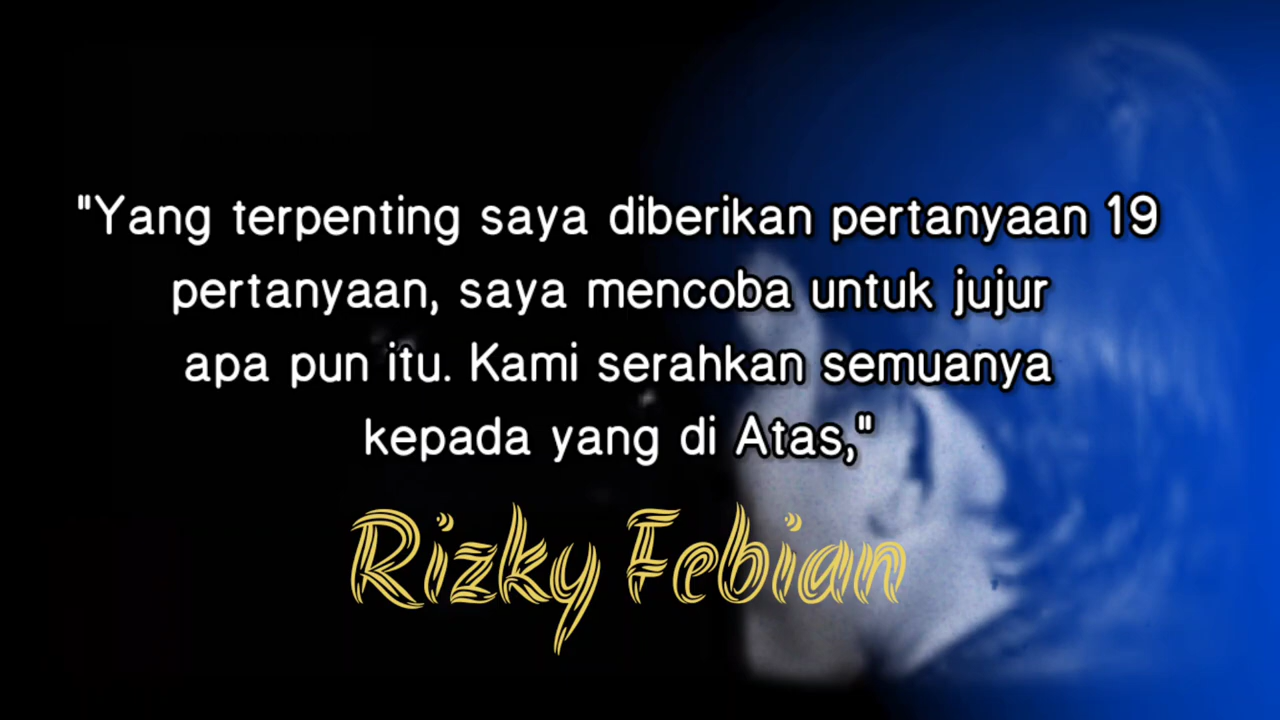 "Yang terpenting saya diberikan pertanyaan 19
pertanyaan, saya mencoba untuk jujur
apa pun itu. Kami serahkan semuanya
kepada yang di Atas,"
Rizky Febian